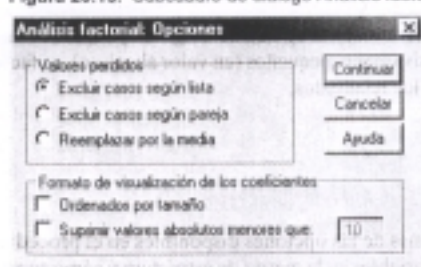 Análisis factorial: Opciones
Valores perdidos
Excluir casos según lista
Excluir casos según pareja
Reemplazar por la media
Continuar
Cancelar
Ayuda
Formato de visualización de los coeficientes
Ordenados por tamaño
Suprimir valores absolutos menores que: